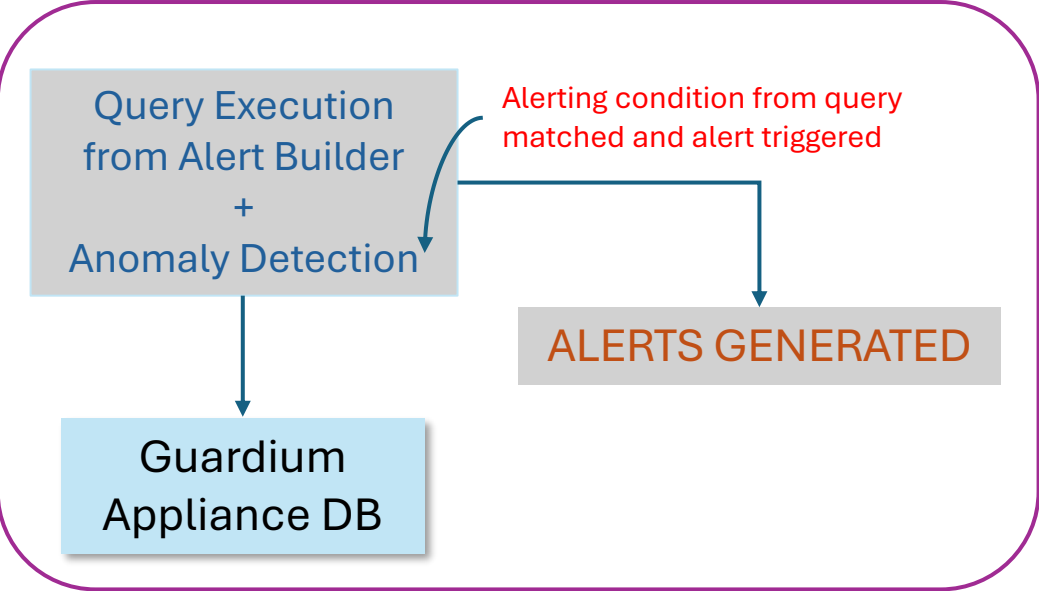 Query Execution
from Alert Builder
+
Anomaly Detection
Alerting condition from query
matched and alert triggered
ALERTS GENERATED
Guardium
Appliance DB